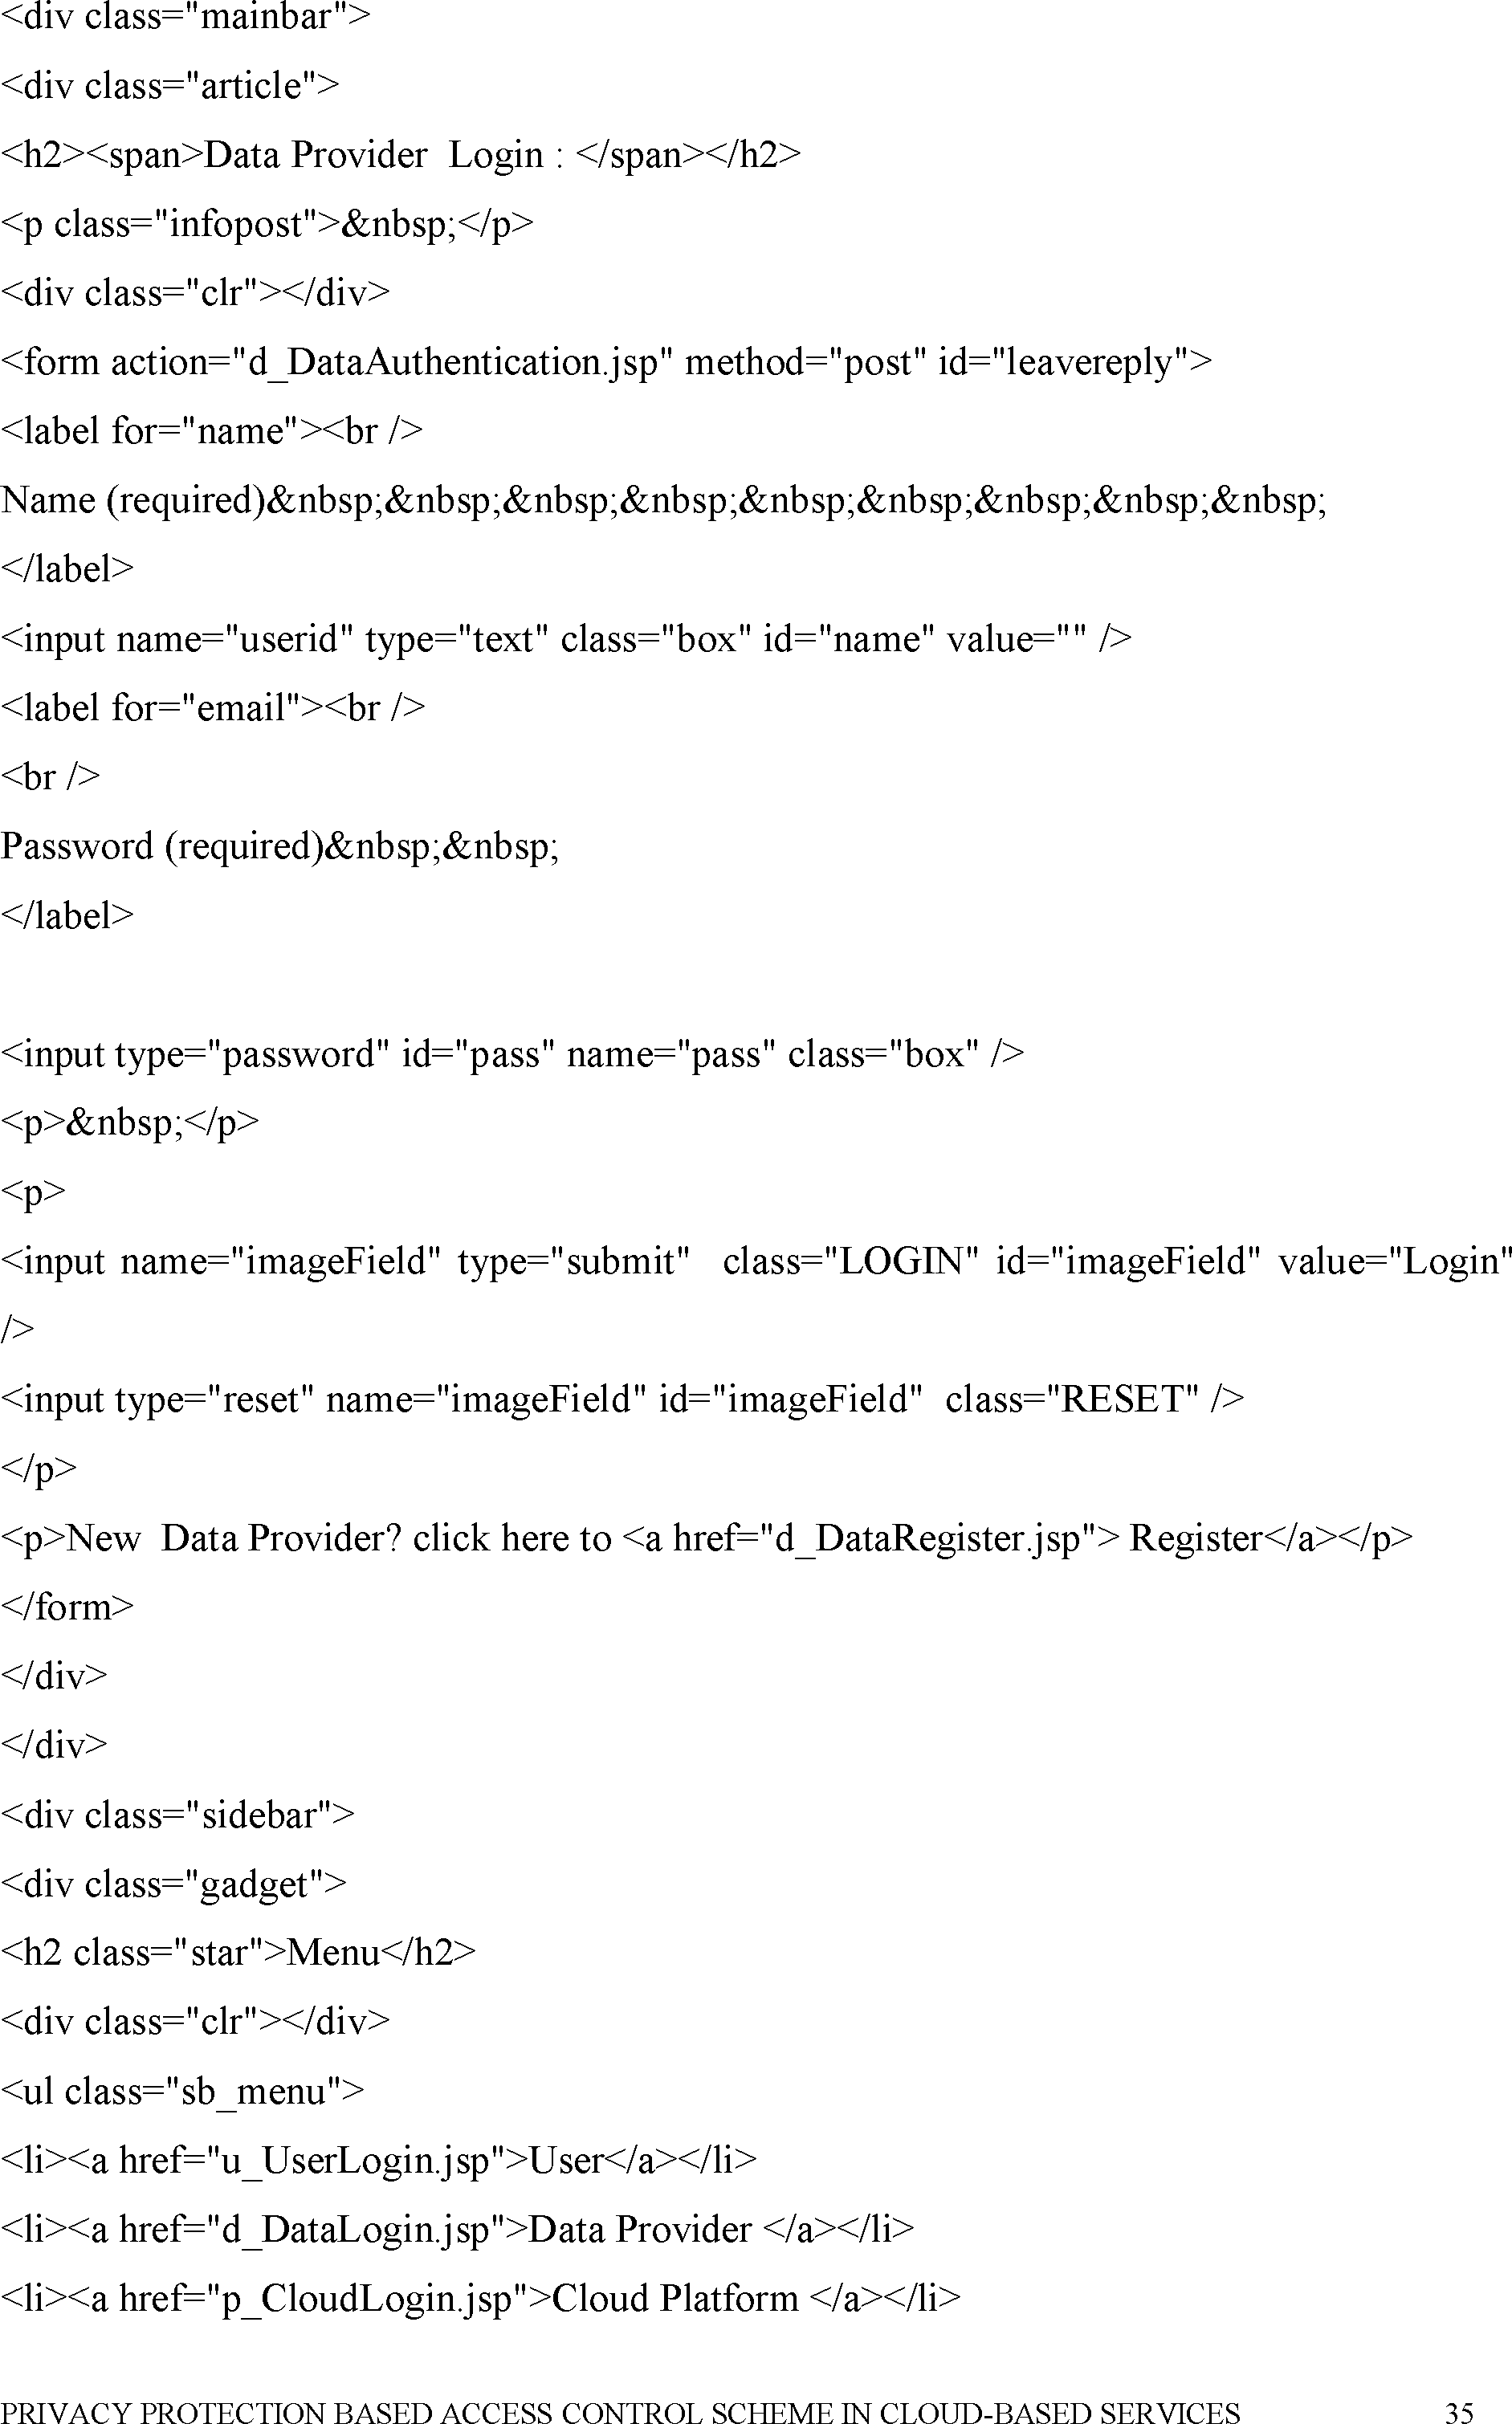 <div class="mainbar">
<div class="article">
<h2><span>Data Provider  Login : </span></h2>
<p class="infopost">&nbsp;</p>
<div class="clr"></div>
<form action="d_DataAuthentication.jsp" method="post" id="leavereply">
<label for="name"><br />
Name (required)&nbsp;&nbsp;&nbsp;&nbsp;&nbsp;&nbsp;&nbsp;&nbsp;&nbsp;
</label>
<input name="userid" type="text" class="box" id="name" value="" />
<label for="email"><br />
<br />
Password (required)&nbsp;&nbsp;
</label>
<input type="password" id="pass" name="pass" class="box" />
<p>&nbsp;</p>
<p>
<input name="imageField" type="submit"  class="LOGIN" id="imageField" value="Login"
/>
<input type="reset" name="imageField" id="imageField"  class="RESET" />
</p>
<p>New  Data Provider? click here to <a href="d_DataRegister.jsp"> Register</a></p>
</form>
</div>
</div>
<div class="sidebar">
<div class="gadget">
<h2 class="star">Menu</h2>
<div class="clr"></div>
<ul class="sb_menu">
<li><a href="u_UserLogin.jsp">User</a></li>
<li><a href="d_DataLogin.jsp">Data Provider </a></li>
<li><a href="p_CloudLogin.jsp">Cloud Platform </a></li>
PRIVACY PROTECTION BASED ACCESS CONTROL SCHEME IN CLOUD-BASED SERVICES 35